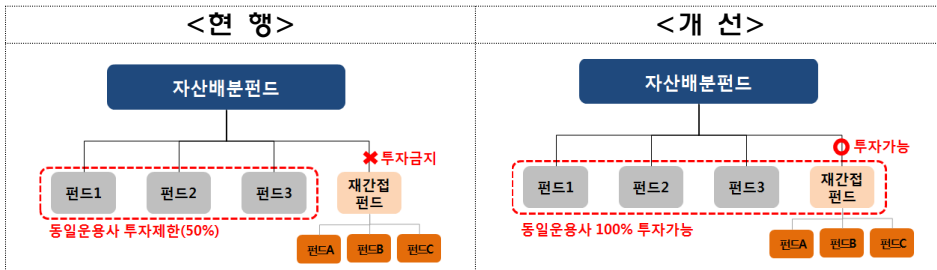 <현 행>
자산배분펀드
투자금지
펀드1
펀드2
펀드3
재간접
펀드
동일운용사 투자제한(50%)
펀드A
펀드B
펀드C
<개 선>
자산배분펀드
투자가능
펀드1
펀드2
펀드3
재간접
펀드
동일운용사 100% 투자가능
펀드A
펀드B
펀드C